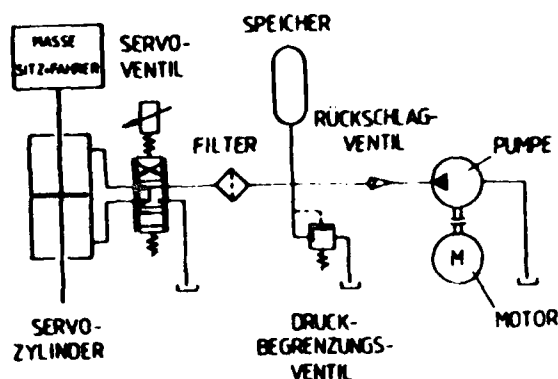 MASSE
SITZ+FAHRER
SERVO-
VENTIL
SPEICHER
FILTER
RÜCKSCHLAG-
VENTIL
PUMPE
M
MOTOR
SERVO-
ZYLINDER
DRUCK-
BEGRENZUNGS-
VENTIL